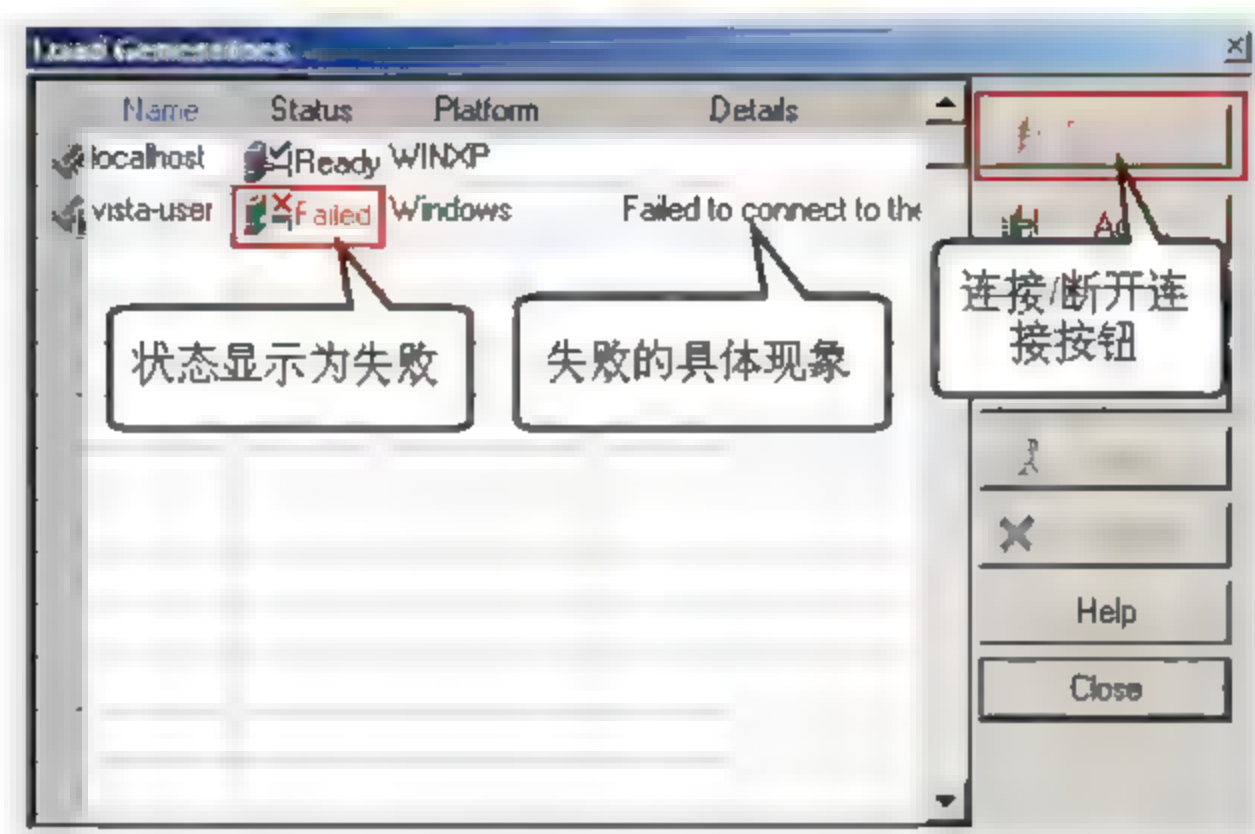 Load Generators
Name Status Platform Details
localhost Ready WINXP
vista-user Failed Windows Failed to connect to the
连接/断开连
接按钮
状态显示为失败
失败的具体现象
Help
Close